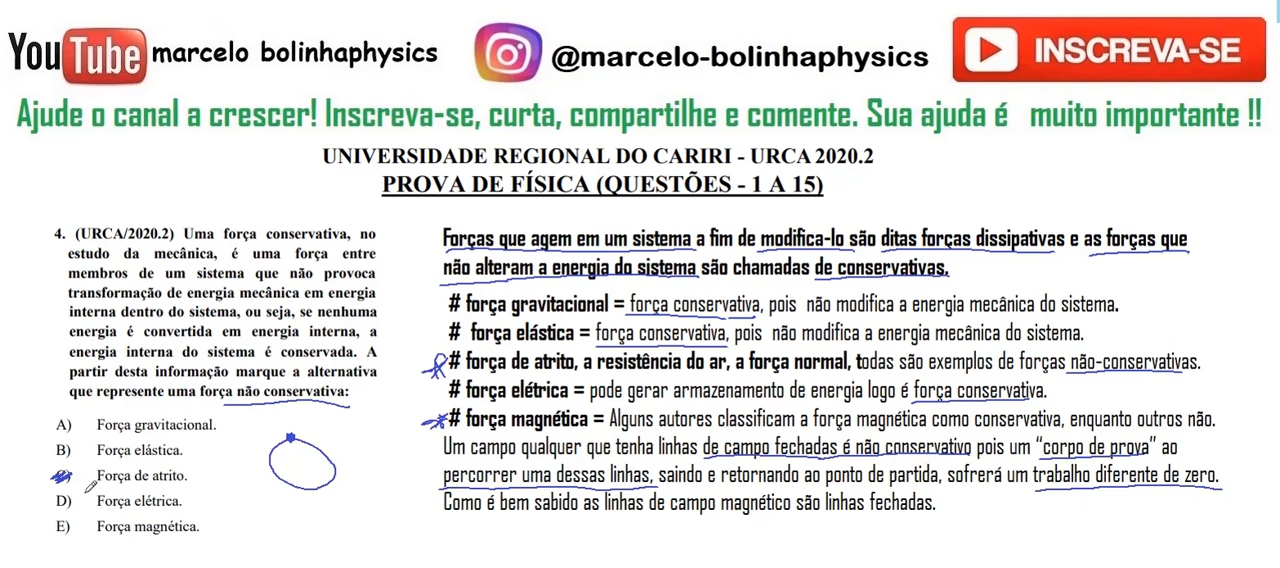 YouTube marcelo bolinhaphysics @marcelo-bolinhaphysics INSCREVA-SE
Ajude o canal a crescer! Inscreva-se, curta, compartilhe e comente. Sua ajuda é muito importante !!
UNIVERSIDADE REGIONAL DO CARIRI - URCA 2020.2
PROVA DE FÍSICA (QUESTÕES - 1 A 15)
4. (URCA/2020.2) Uma força conservativa, no
estudo da mecânica, é uma força entre
membros de um sistema que não provoca
transformação de energia mecânica em energia
interna dentro do sistema, ou seja, se nenhuma
energia é convertida em energia interna, a
energia interna do sistema é conservada. A
partir desta informação marque a alternativa
que represente uma força não conservativa:
A) Força gravitacional.
B) Força elástica.
C) Força de atrito.
D) Força elétrica.
E) Força magnética.
Forças que agem em um sistema a fim de modifica-lo são ditas forças dissipativas e as forças que
não alteram a energia do sistema são chamadas de conservativas.
# força gravitacional = força conservativa, pois não modifica a energia mecânica do sistema.
# força elástica = força conservativa, pois não modifica a energia mecânica do sistema.
# força de atrito, a resistência do ar, a força normal, todas são exemplos de forças não-conservativas.
# força elétrica = pode gerar armazenamento de energia logo é força conservativa.
# força magnética = Alguns autores classificam a força magnética como conservativa, enquanto outros não.
Um campo qualquer que tenha linhas de campo fechadas é não conservativo pois um “corpo de prova” ao
percorrer uma dessas linhas, saindo e retornando ao ponto de partida, sofrerá um trabalho diferente de zero.
Como é bem sabido as linhas de campo magnético são linhas fechadas.